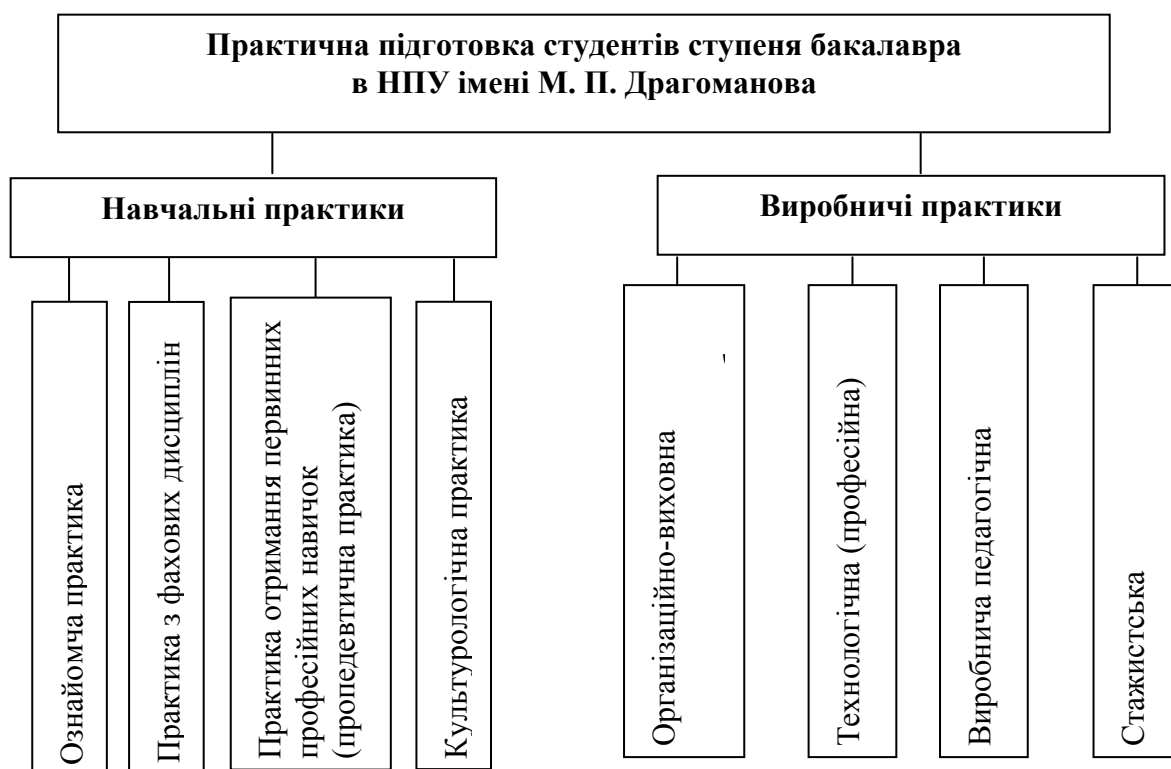 Практична підготовка студентів ступеня бакалавра
в НПУ імені М. П. Драгоманова
Навчальні практики
Виробничі практики
Ознайомча практика
Практика з фахових дисциплін
Практика отримання первинних
професійних навичок
(пропедевтична практика)
Культурологічна практика
Організаційно-виховна
Технологічна (професійна)
Виробнича педагогічна
Стажистська